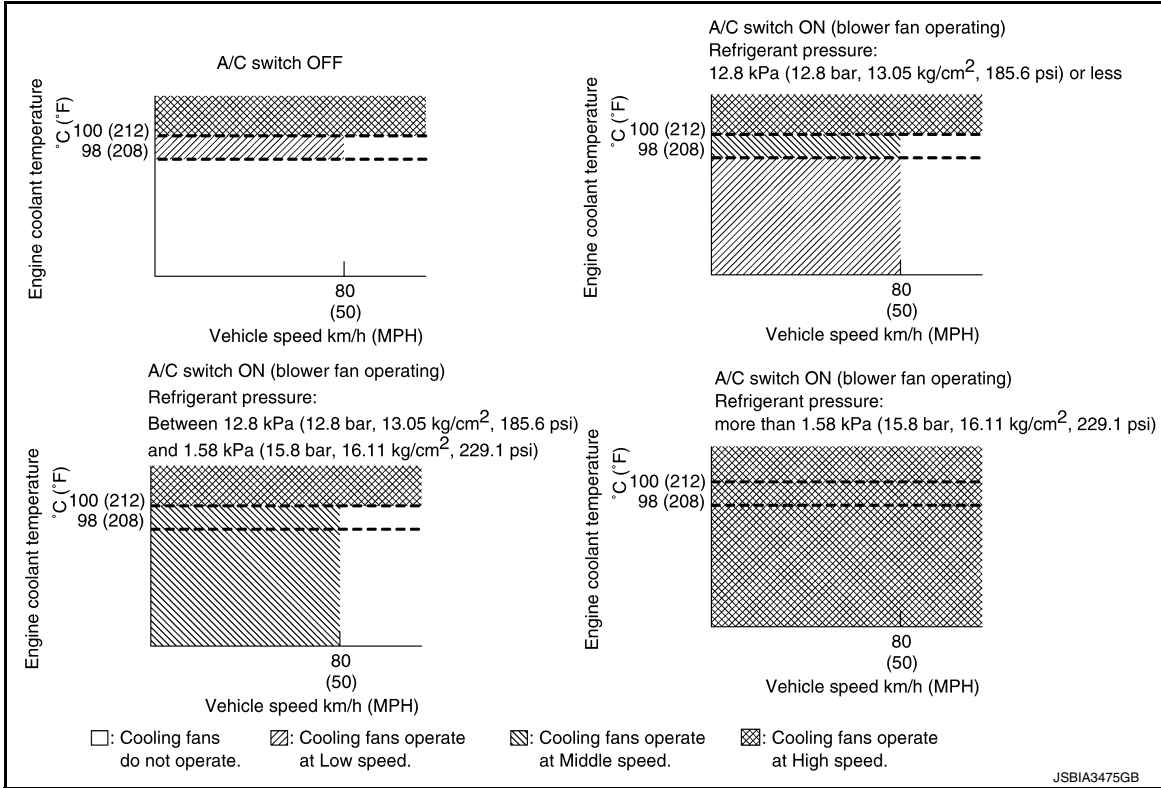 A/C switch OFF
Engine coolant temperature
°C (°F)
100 (212)
98 (208)
80
(50)
Vehicle speed km/h (MPH)
A/C switch ON (blower fan operating)
Refrigerant pressure:
12.8 kPa (12.8 bar, 13.05 kg/cm2, 185.6 psi) or less
Engine coolant temperature
°C (°F)
100 (212)
98 (208)
80
(50)
Vehicle speed km/h (MPH)
A/C switch ON (blower fan operating)
Refrigerant pressure:
Between 12.8 kPa (12.8 bar, 13.05 kg/cm2, 185.6 psi)
and 1.58 kPa (15.8 bar, 16.11 kg/cm2, 229.1 psi)
Engine coolant temperature
°C (°F)
100 (212)
98 (208)
80
(50)
Vehicle speed km/h (MPH)
A/C switch ON (blower fan operating)
Refrigerant pressure:
more than 1.58 kPa (15.8 bar, 16.11 kg/cm2, 229.1 psi)
Engine coolant temperature
°C (°F)
100 (212)
98 (208)
80
(50)
Vehicle speed km/h (MPH)
: Cooling fans
do not operate.
: Cooling fans operate
at Low speed.
: Cooling fans operate
at Middle speed.
: Cooling fans operate
at High speed.
JSBIA3475GB